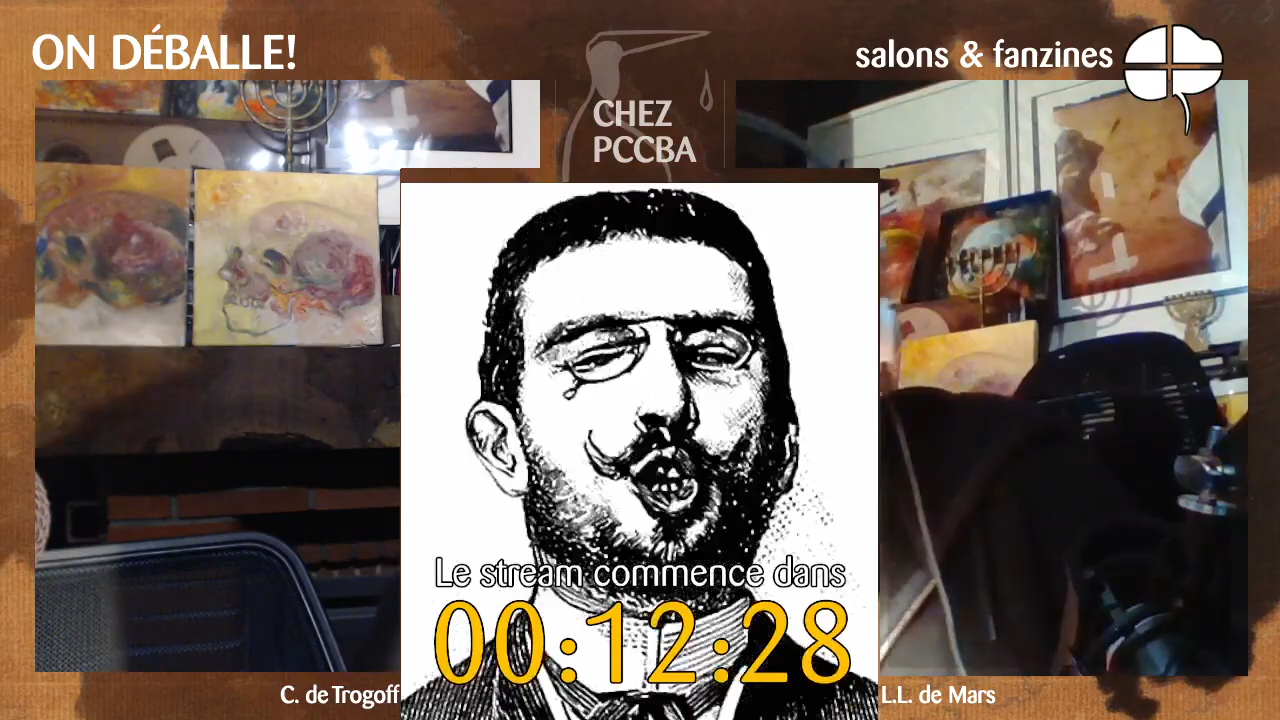 ON DÉBALLE!
salons & fanzines
CHEZ
PCCBA
Le stream commence dans
00:12:28
C. de Trogoff
L.L. de Mars